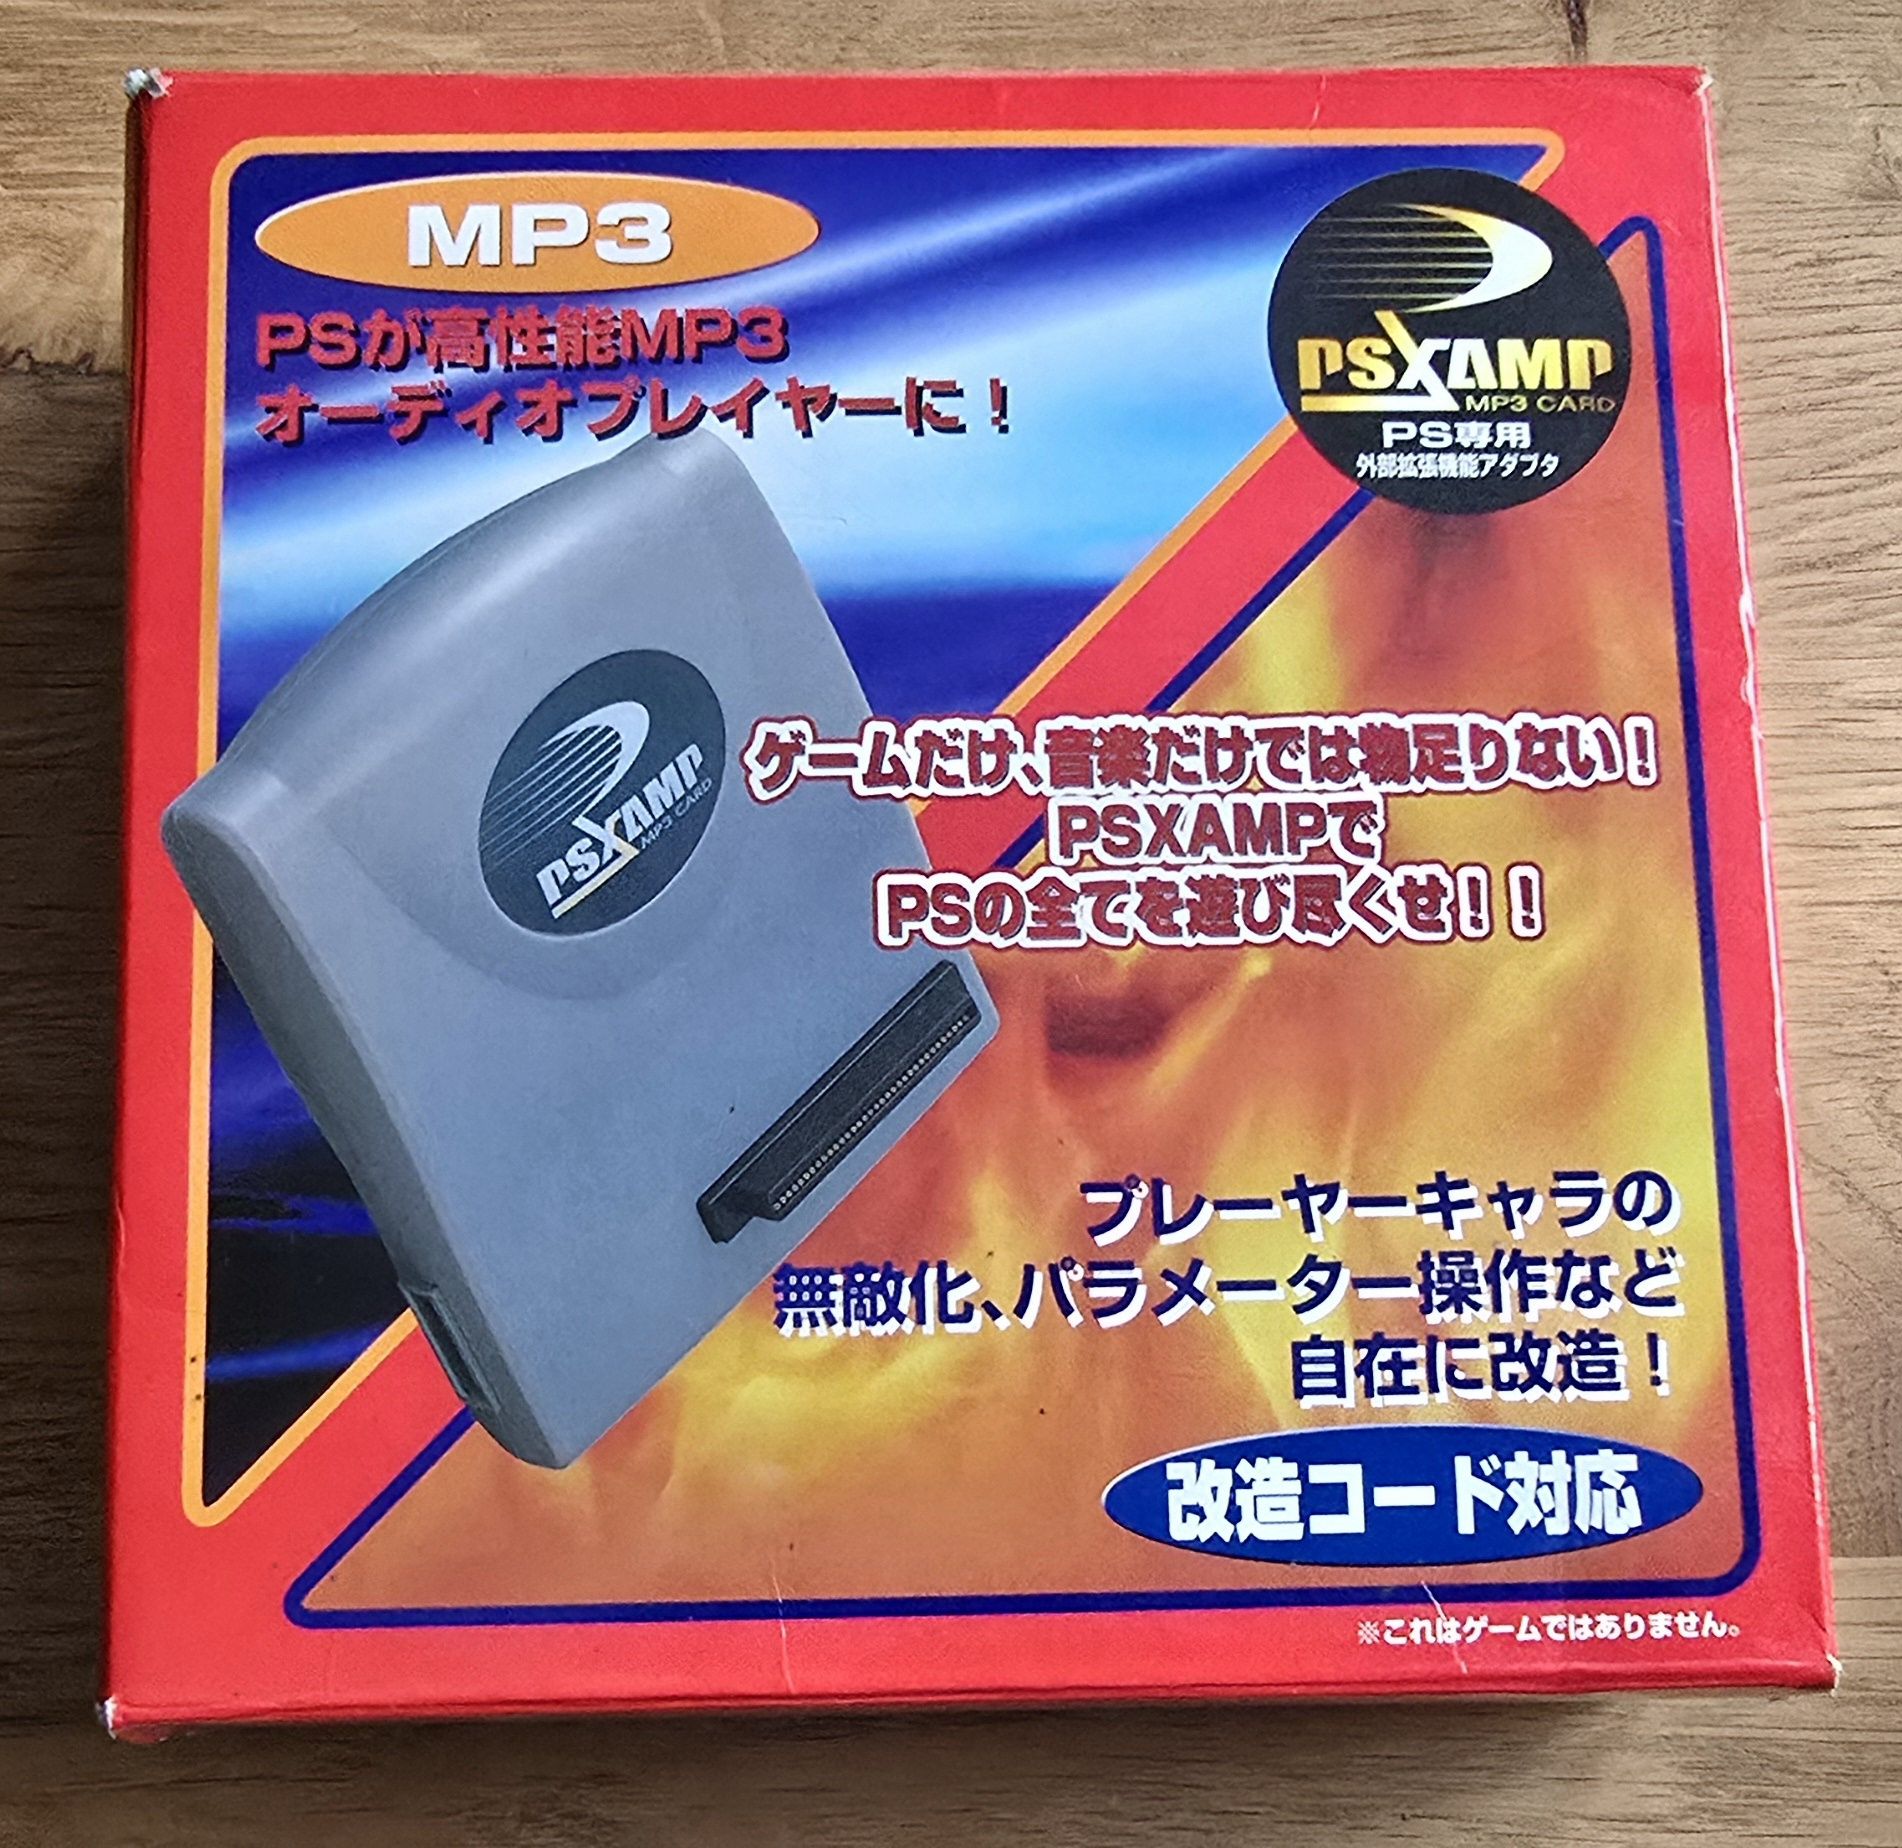 MP3
PSが高性能MP3
オーディオプレイヤーに！
PSXAMP
MP3 CARD
PS専用
外部拡張機能アダプタ
PSXAMP
MP3 CARD
ゲームだけ、音楽だけでは物足りない！
PSXAMPで
PSの全てを遊び尽くせ！！
プレーヤーキャラの
無敵化、パラメーター操作など
自在に改造！
改造コード対応
※これはゲームではありません。